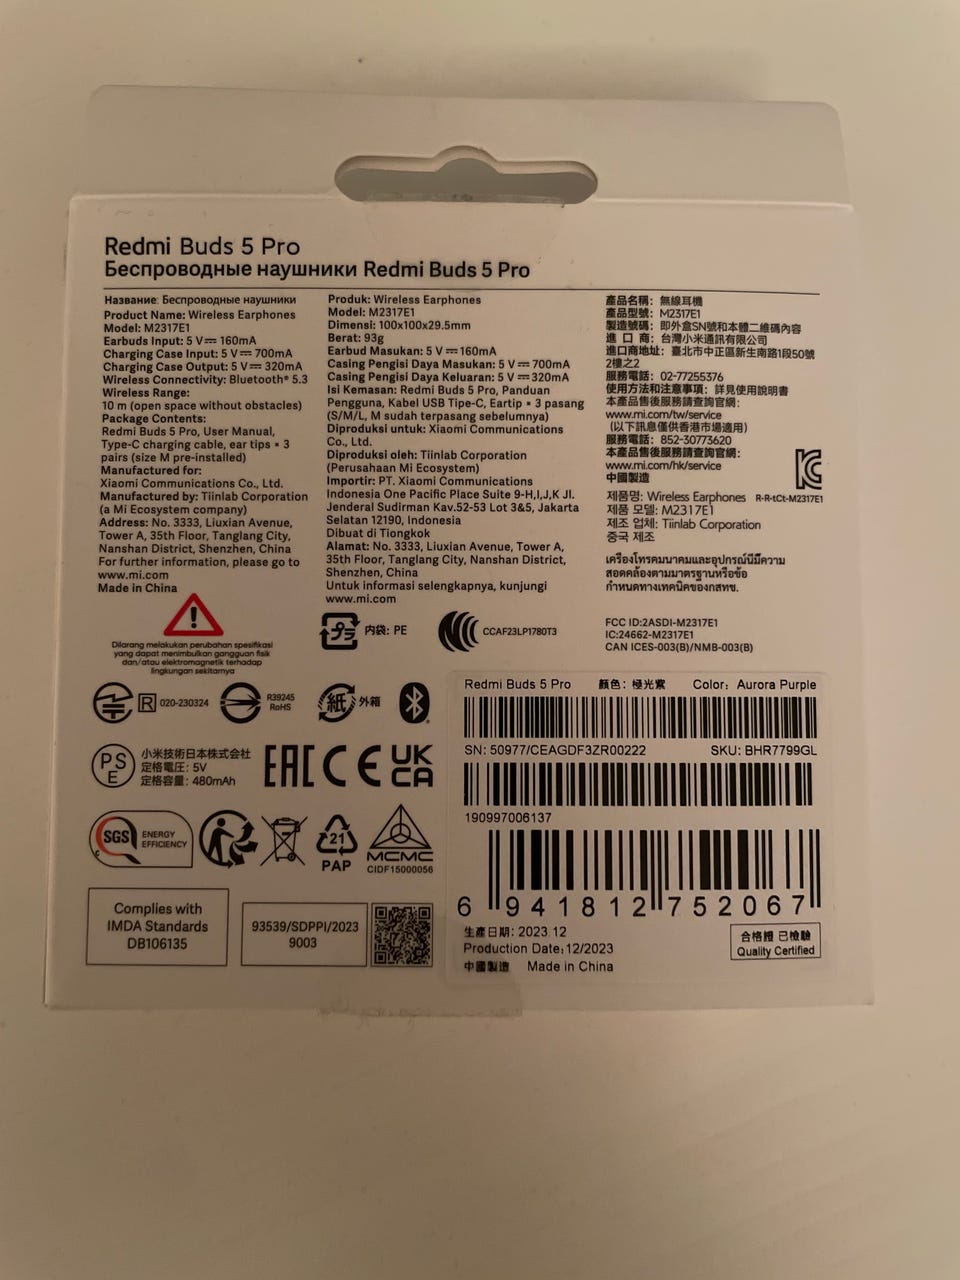 Redmi Buds 5 Pro
Беспроводные наушники Redmi Buds 5 Pro
Название: Беспроводные наушники
Product Name: Wireless Earphones
Model: M2317E1
Earbuds Input: 5 V⎓ 160mA
Charging Case Input: 5 V⎓ 700mA
Charging Case Output: 5 V⎓ 320mA
Wireless Connectivity: Bluetooth® 5.3
Wireless Range:
10 m (open space without obstacles)
Package Contents:
Redmi Buds 5 Pro, User Manual,
Type-C charging cable, ear tips × 3
pairs (size M pre-installed)
Manufactured for:
Xiaomi Communications Co., Ltd.
Manufactured by: Tiinlab Corporation
(a Mi Ecosystem company)
Address: No. 3333, Liuxian Avenue,
Tower A, 35th Floor, Tanglang City,
Nanshan District, Shenzhen, China
For further information, please go to
www.mi.com
Made in China
Produk: Wireless Earphones
Model: M2317E1
Dimensi: 100x100x29.5mm
Berat: 93g
Earbud Masukan: 5 V⎓160mA
Casing Pengisi Daya Masukan: 5 V⎓700mA
Casing Pengisi Daya Keluaran: 5 V⎓320mA
Isi Kemasan: Redmi Buds 5 Pro, Panduan
Pengguna, Kabel USB Tipe-C, Eartip × 3 pasang
(S/M/L, M sudah terpasang sebelumnya)
Diproduksi untuk: Xiaomi Communications
Co., Ltd.
Diproduksi oleh: Tiinlab Corporation
(Perusahaan Mi Ecosystem)
Importir: PT. Xiaomi Communications
Indonesia One Pacific Place Suite 9-H,I,J,K Jl.
Jenderal Sudirman Kav.52-53 Lot 3&5, Jakarta
Selatan 12190, Indonesia
Dibuat di Tiongkok
Alamat: No. 3333, Liuxian Avenue, Tower A,
35th Floor, Tanglang City, Nanshan District,
Shenzhen, China
Untuk informasi selengkapnya, kunjungi
www.mi.com
產品名稱：無線耳機
產品型號：M2317E1
製造號碼：即外盒SN號和本體二維碼內容
進 口 商：台灣小米通訊有限公司
進口商地址：臺北市中正區新生南路1段50號
2樓之2
服務電話：02-77255376
使用方法和注意事項：詳見使用說明書
本產品售後服務請查詢官網：
www.mi.com/tw/service
(以下訊息僅供香港市場適用)
服務電話：852-30773620
本產品售後服務請查詢官網：
www.mi.com/hk/service
中國製造
제품명: Wireless Earphones
R-R-tCt-M2317E1
제품 모델: M2317E1
제조 업체: Tiinlab Corporation
중국 제조
เครื่องโทรคมนาคมและอุปกรณ์นี้มีความ
สอดคล้องตามมาตรฐานหรือข้อ
กำหนดทางเทคนิคของกสทช.
Dilarang melakukan perubahan spesifikasi
yang dapat menimbulkan gangguan fisik
dan/atau elektromagnetik terhadap
lingkungan sekitarnya
プラ
内袋: PE
CCAF23LP1780T3
FCC ID:2ASDI-M2317E1
IC:24662-M2317E1
CAN ICES-003(B)/NMB-003(B)
R 020-230324
R39245
RoHS
紙 外箱
PSE
小米技術日本株式会社
定格電圧: 5V
定格容量: 480mAh
EAC CE UKCA
SGS ENERGY
EFFICIENCY
21
PAP
MCMC
CIDF15000056
Complies with
IMDA Standards
DB106135
93539/SDPPI/2023
9003
Redmi Buds 5 Pro 顏色：極光紫 Color：Aurora Purple
SN: 50977/CEAGDF3ZR00222 SKU: BHR7799GL
190997006137
6 941812 752067
生產日期: 2023.12
Production Date:12/2023
中國製造 Made in China
合格證 已檢驗
Quality Certified